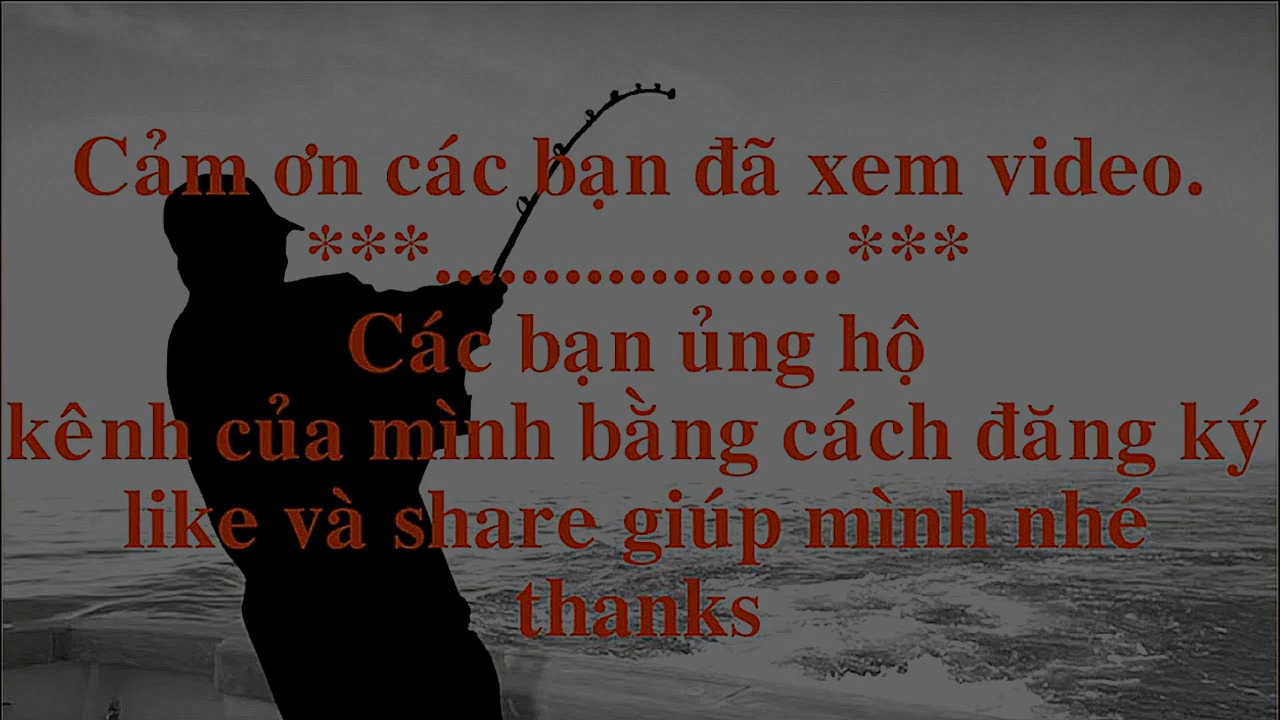 Cảm ơn các bạn đã xem video.
***...................***
Các bạn ủng hộ
kênh của mình bằng cách đăng ký
like và share giúp mình nhé
thanks